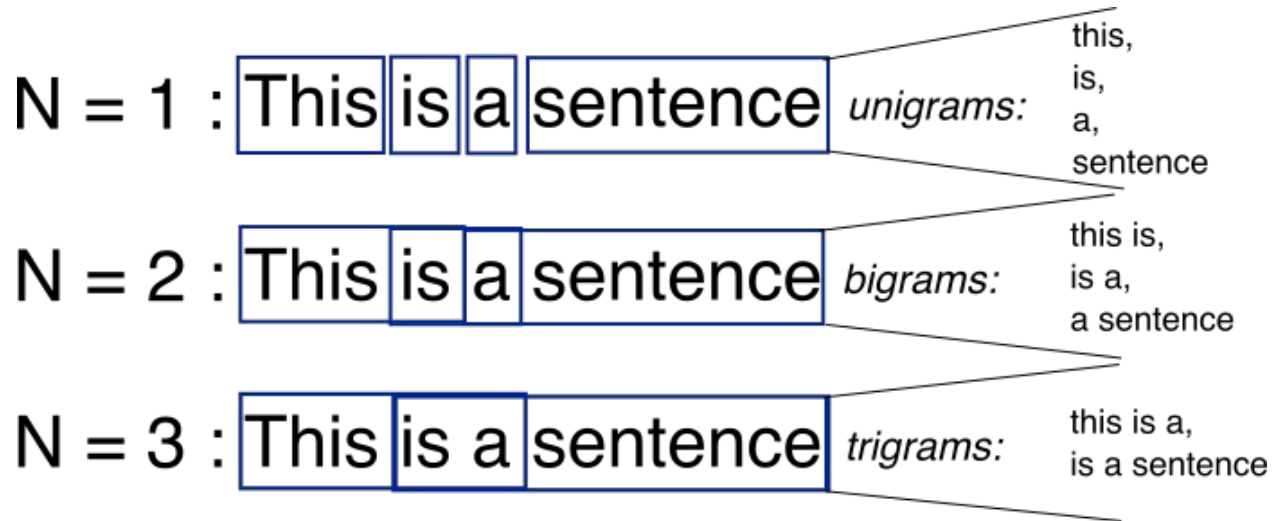 N = 1 : This is a sentence unigrams:
this,
is,
a,
sentence
N = 2 : This is a sentence bigrams:
this is,
is a,
a sentence
N = 3 : This is a sentence trigrams:
this is a,
is a sentence